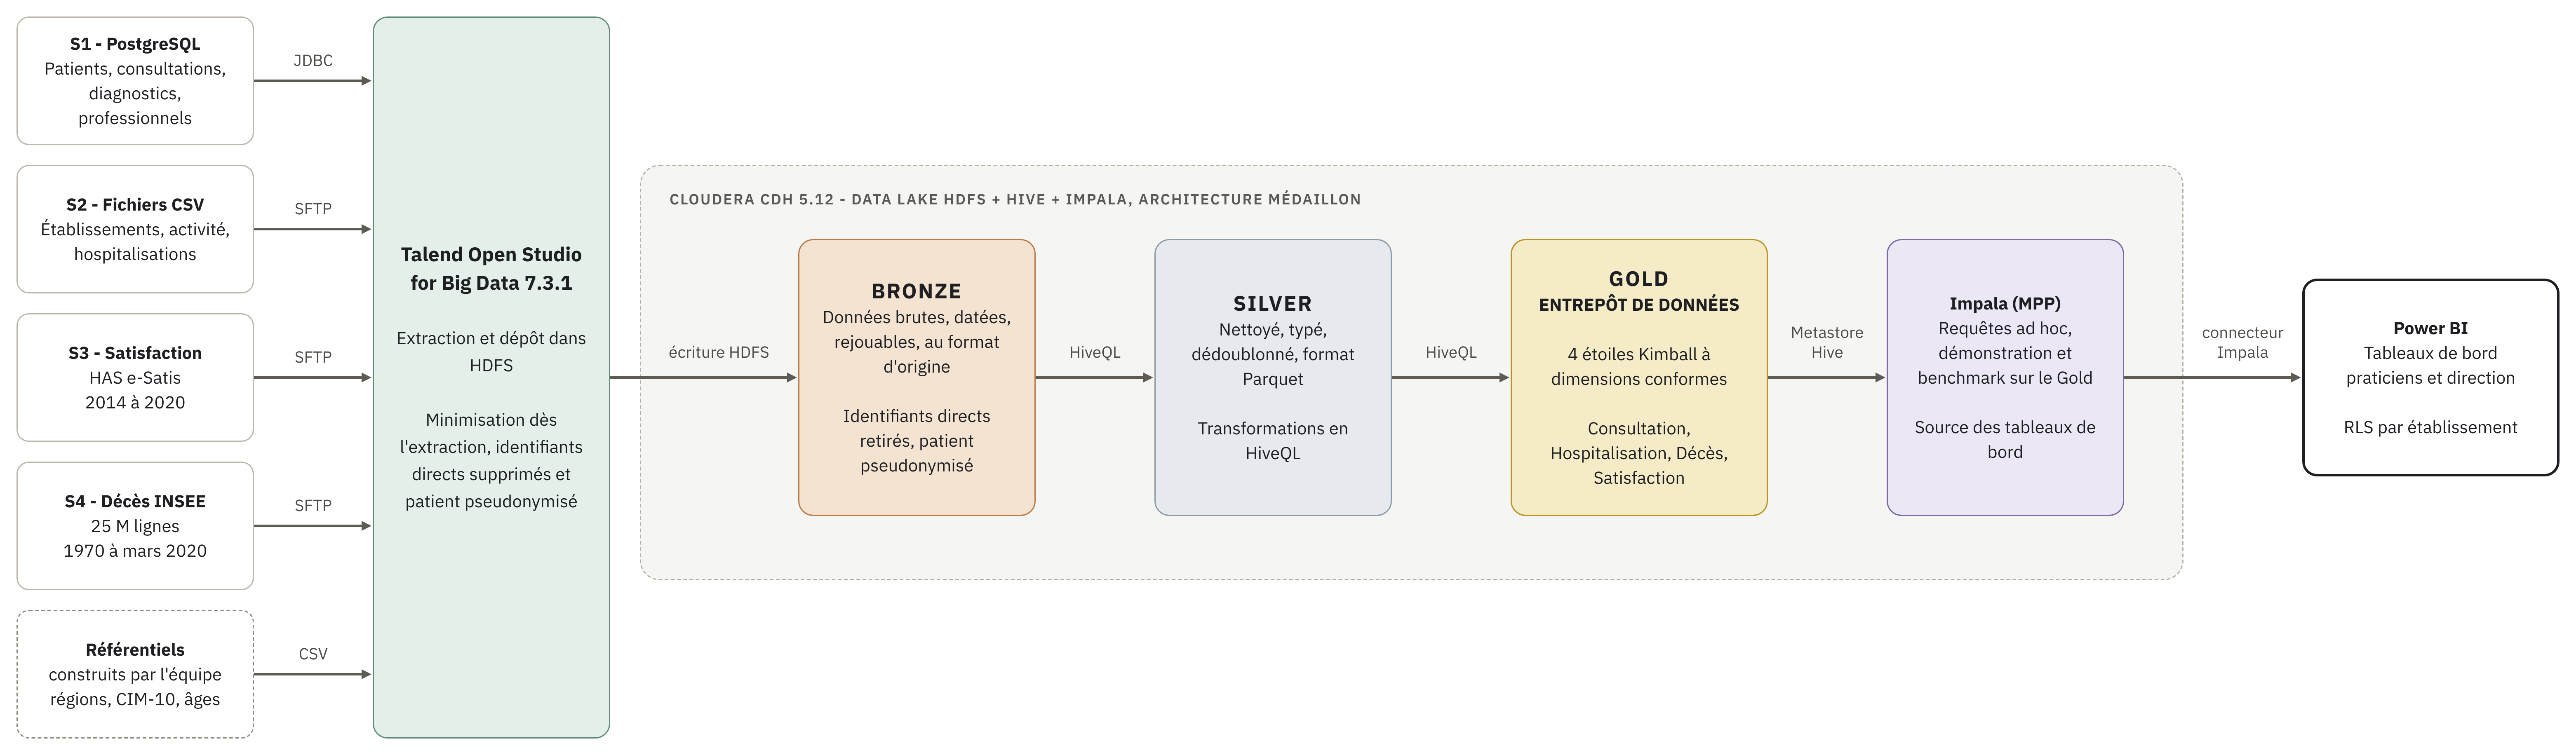 S1 - PostgreSQL
Patients, consultations,
diagnostics,
professionnels
JDBC
S2 - Fichiers CSV
Établissements, activité,
hospitalisations
SFTP
S3 - Satisfaction
HAS e-Satis
2014 à 2020
SFTP
S4 - Décès INSEE
25 M lignes
1970 à mars 2020
SFTP
Référentiels
construits par l'équipe
régions, CIM-10, âges
CSV
Talend Open Studio
for Big Data 7.3.1
Extraction et dépôt dans
HDFS
Minimisation dès
l'extraction, identifiants
directs supprimés et
patient pseudonymisé
CLOUDERA CDH 5.12 - DATA LAKE HDFS + HIVE + IMPALA, ARCHITECTURE MÉDAILLON
écriture HDFS
BRONZE
Données brutes, datées,
rejouables, au format
d'origine
Identifiants directs
retirés, patient
pseudonymisé
HiveQL
SILVER
Nettoyé, typé,
dédoublonné, format
Parquet
Transformations en
HiveQL
HiveQL
GOLD
ENTREPÔT DE DONNÉES
4 étoiles Kimball à
dimensions conformes
Consultation,
Hospitalisation, Décès,
Satisfaction
Metastore
Hive
Impala (MPP)
Requêtes ad hoc,
démonstration et
benchmark sur le Gold
Source des tableaux de
bord
connecteur
Impala
Power BI
Tableaux de bord
praticiens et direction
RLS par établissement